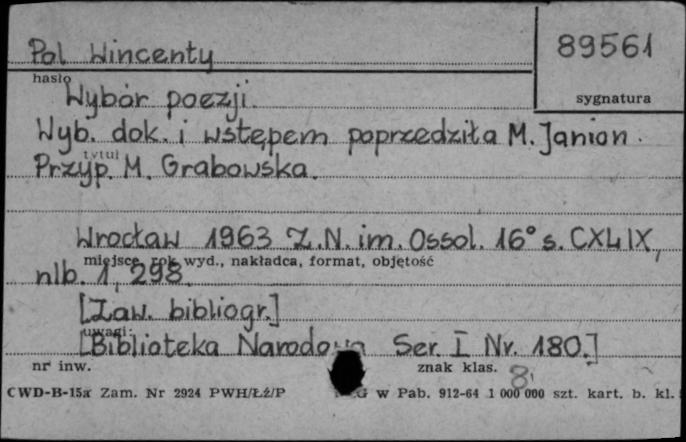 Pol Wincenty
89561
hasło
sygnatura
Wybór poezji.
Wyb. dok. i wstępem poprzedziła M. Janion.
tytuł
Przyp. M. Grabowska.
Wrocław 1963 Z.N. im. Ossol. 16° s. CXLIX,
miejsce, rok wyd., nakładca, format, objętość
nlb. 1, 298.
[Zaw. bibliogr.]
uwagi:
[Biblioteka Narodowa Ser. I Nr. 180.]
nr inw.
znak klas.
8.
CWD-B-15a Zam. Nr 2924 PWH/Łź/P
w Pab. 912-64 1 000 000 szt. kart. b. kl.